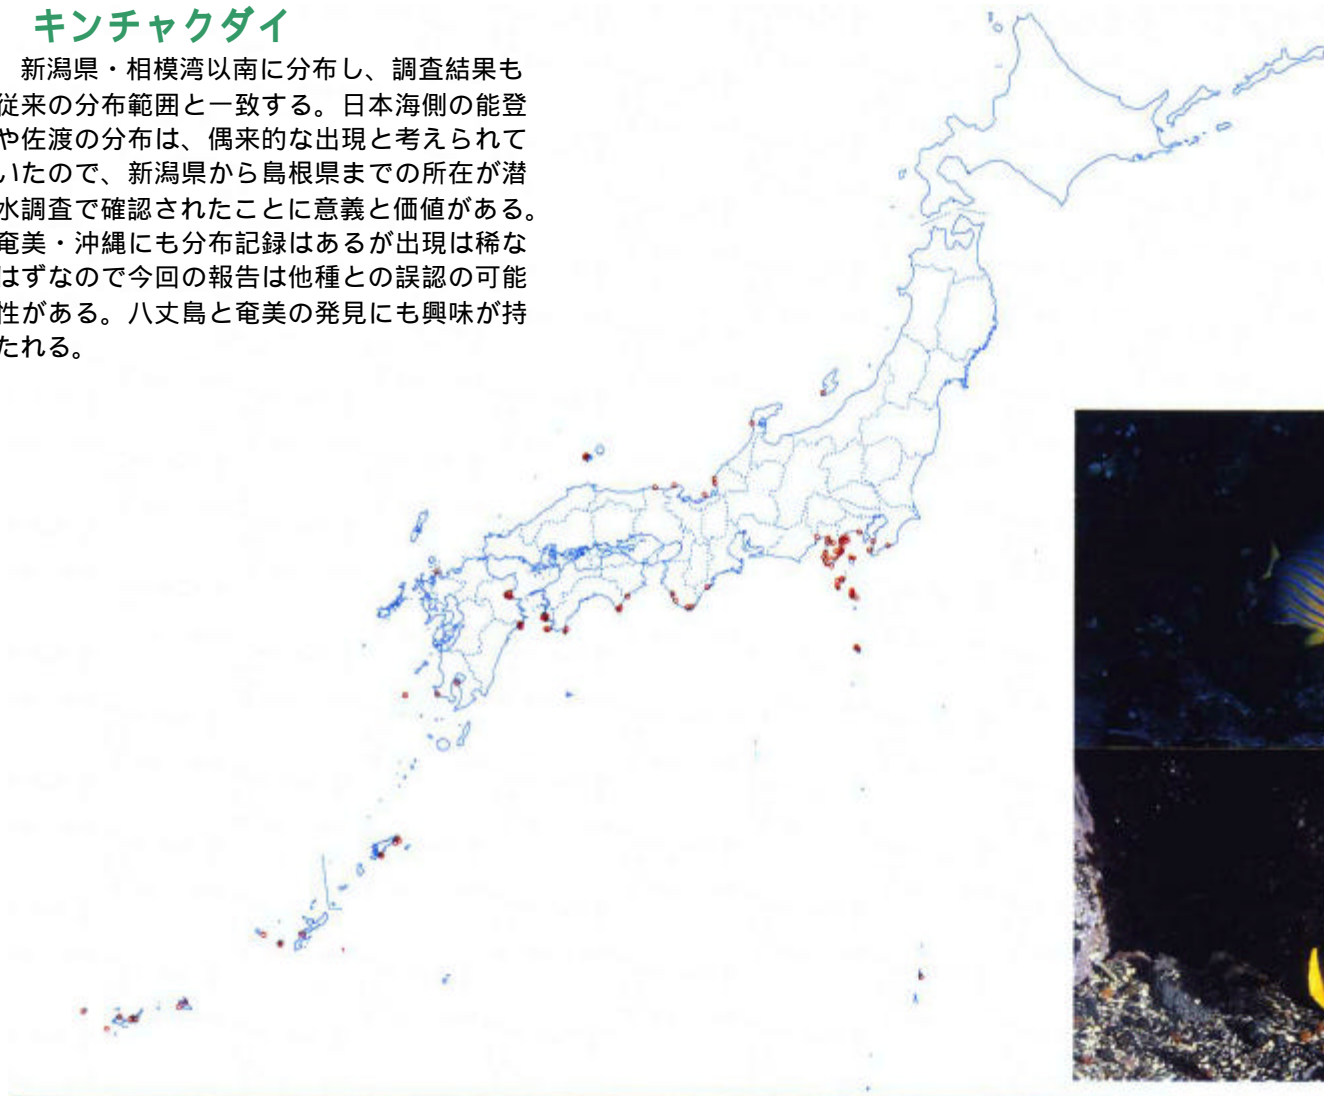 キンチャクダイ
新潟県・相模湾以南に分布し、調査結果も
従来の分布範囲と一致する。日本海側の能登
や佐渡の分布は、偶来的な出現と考えられて
いたので、新潟県から島根県までの所在が潜
水調査で確認されたことに意義と価値がある。
奄美・沖縄にも分布記録はあるが出現は稀な
はずなので今回の報告は他種との誤認の可能
性がある。八丈島と奄美の発見にも興味が持
たれる。